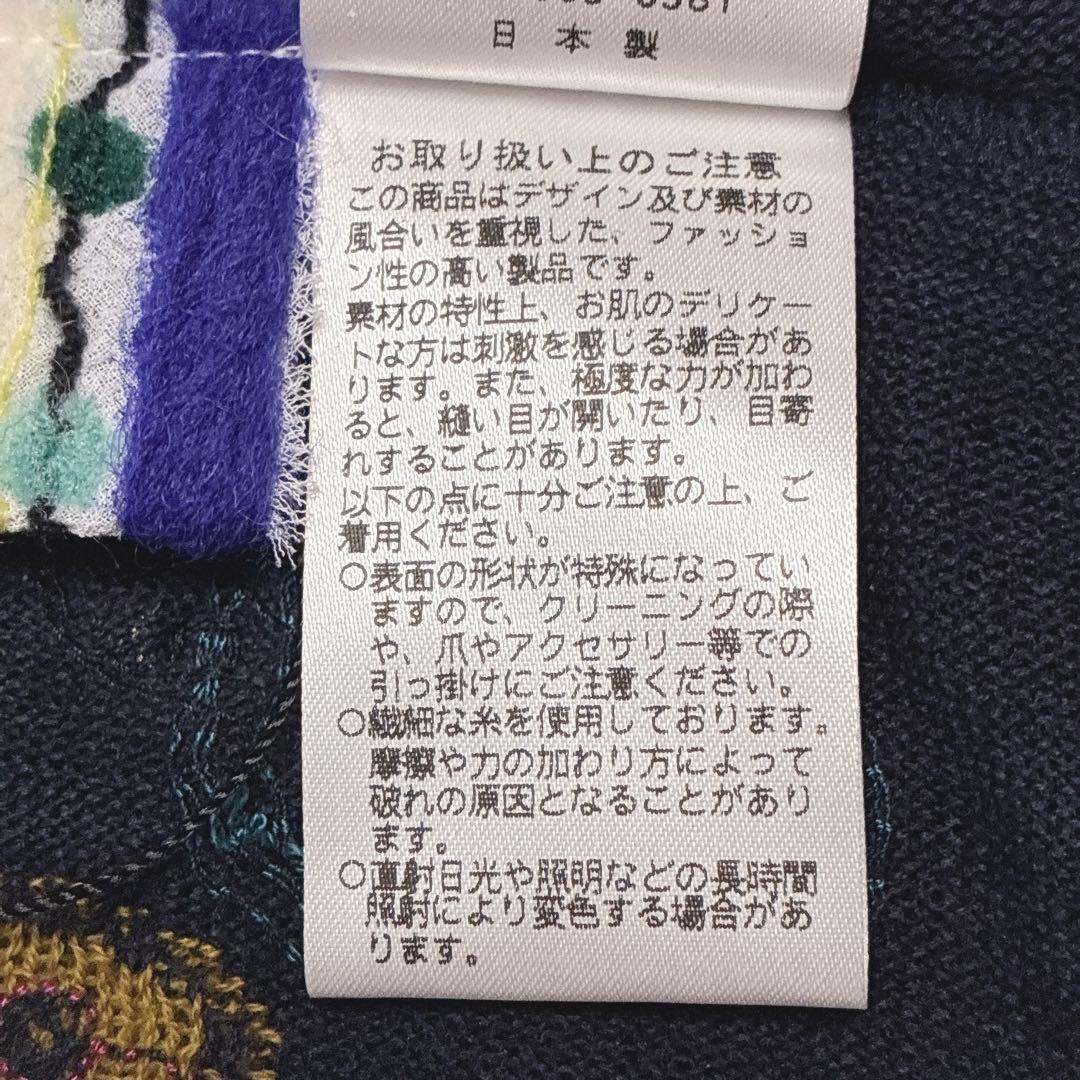 日本製
お取り扱い上のご注意
この商品はデザイン及び素材の
風合いを重視した、ファッショ
ン性の高い製品です。
素材の特性上、お肌のデリケー
トな方は刺激を感じる場合があ
ります。また、極度な力が加わ
ると、縫い目が開いたり、目寄
れすることがあります。
以下の点に十分ご注意の上、ご
着用ください。
○表面の形状が特殊になってい
ますので、クリーニングの際
や、爪やアクセサリー等での
引っ掛けにご注意ください。
○繊細な糸を使用しております。
摩擦や力の加わり方によって
破れの原因となることがあり
ます。
○直射日光や照明などの長時間
照射により変色する場合があ
ります。